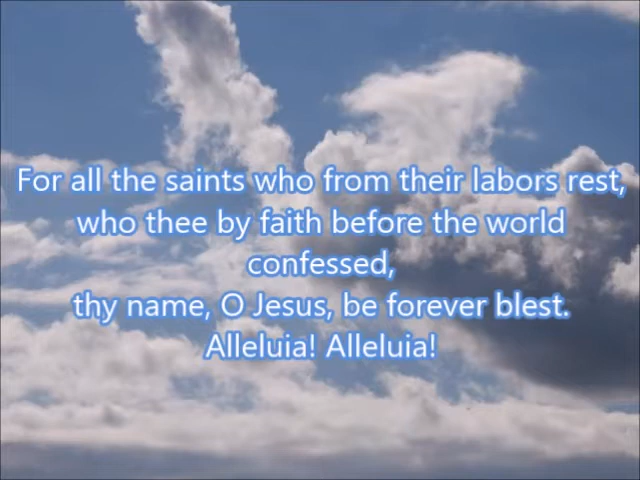 For all the saints who from their labors rest,
who thee by faith before the world
confessed,
thy name, O Jesus, be forever blest.
Alleluia! Alleluia!